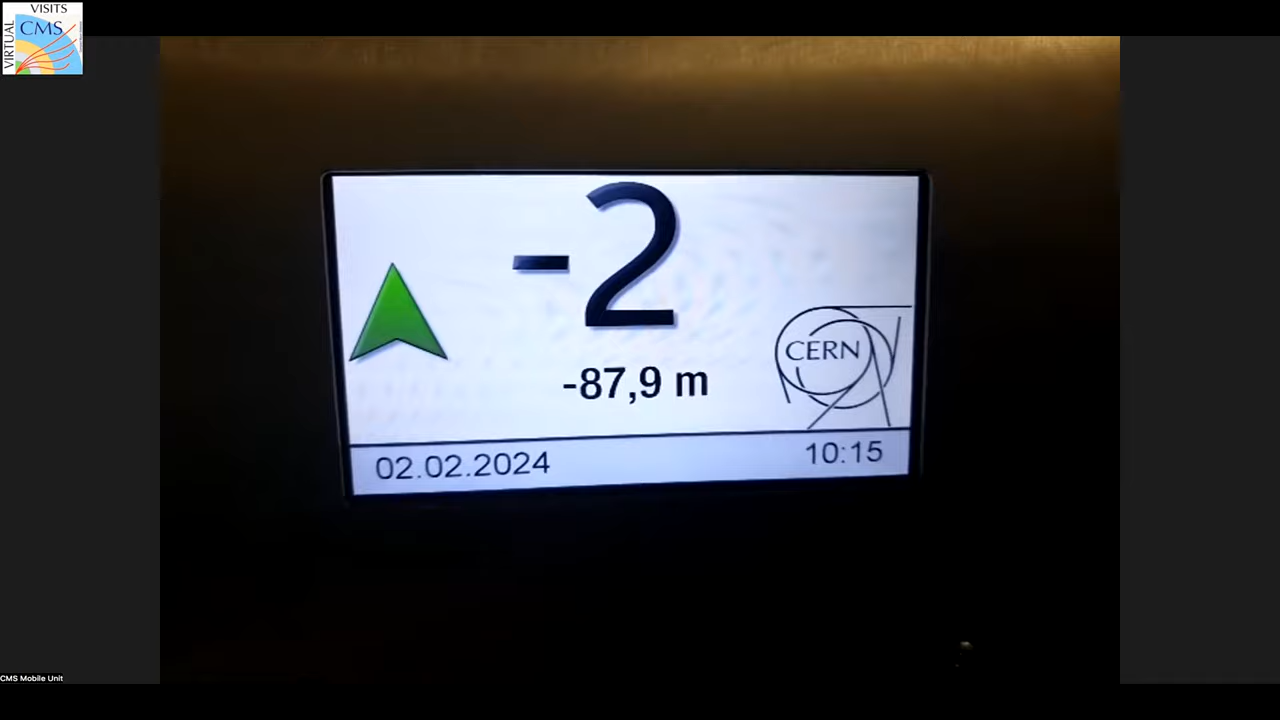 VISITS
VIRTUAL
CMS
-2
-87,9 m
CERN
02.02.2024
10:15
CMS Mobile Unit